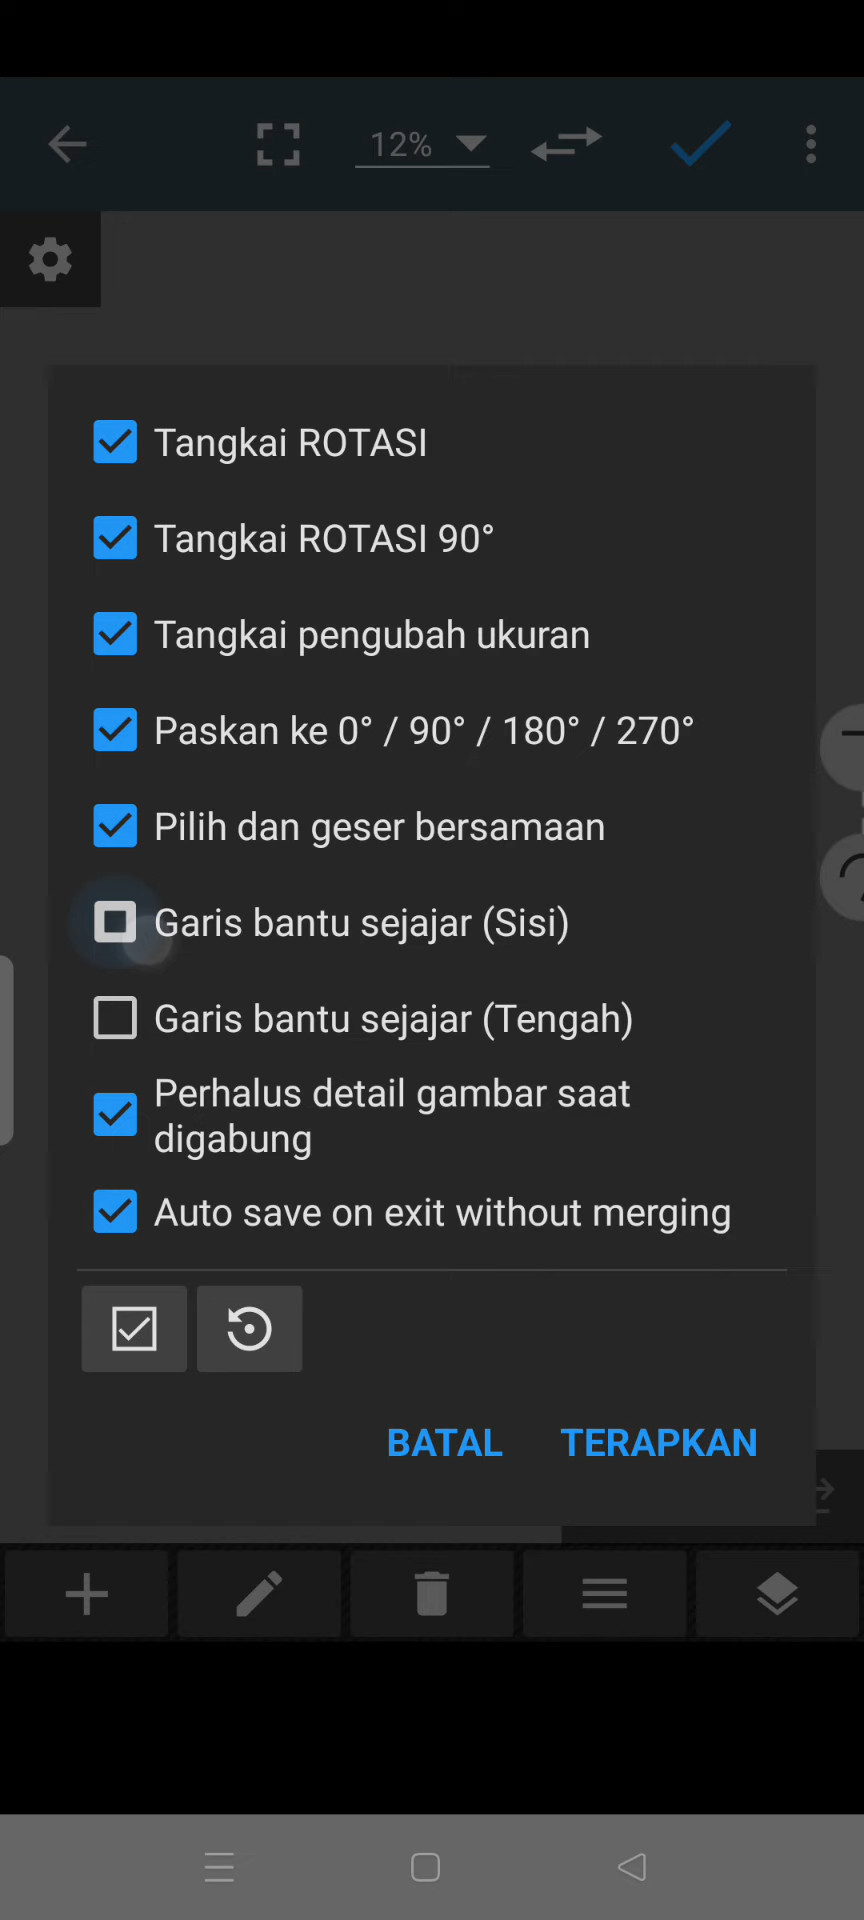 12%
Tangkai ROTASI
Tangkai ROTASI 90°
Tangkai pengubah ukuran
Paskan ke 0° / 90° / 180° / 270°
Pilih dan geser bersamaan
Garis bantu sejajar (Sisi)
Garis bantu sejajar (Tengah)
Perhalus detail gambar saat
digabung
Auto save on exit without merging
BATAL TERAPKAN